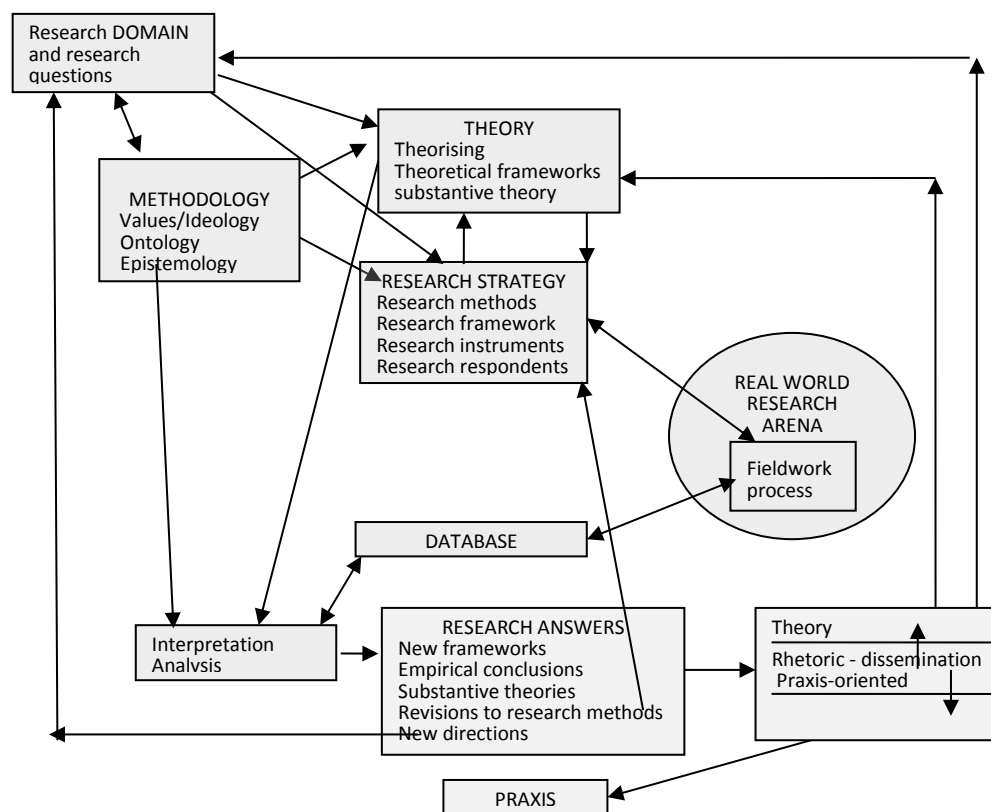 Research DOMAIN
and research
questions
THEORY
Theorising
Theoretical frameworks
substantive theory
METHODOLOGY
Values/Ideology
Ontology
Epistemology
RESEARCH STRATEGY
Research methods
Research framework
Research instruments
Research respondents
REAL WORLD
RESEARCH
ARENA
Fieldwork
process
DATABASE
Interpretation
Analysis
RESEARCH ANSWERS
New frameworks
Empirical conclusions
Substantive theories
Revisions to research methods
New directions
Theory
Rhetoric - dissemination
Praxis-oriented
PRAXIS